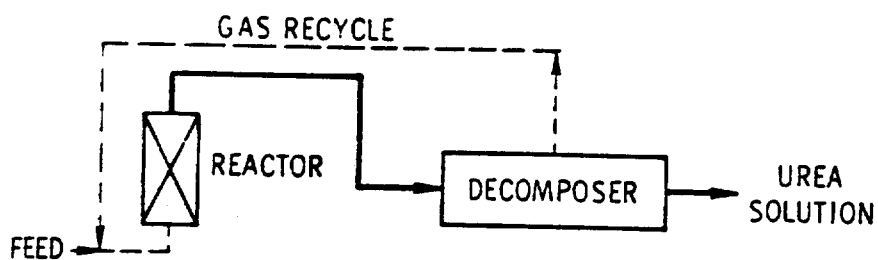 GAS RECYCLE
REACTOR
DECOMPOSER
UREA
SOLUTION
FEED